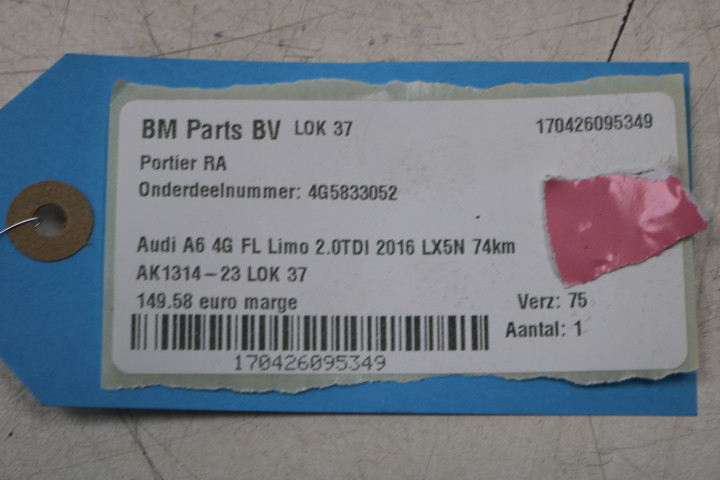 BM Parts BV LOK 37 170426095349
Portier RA
Onderdeelnummer: 4G5833052
Audi A6 4G FL Limo 2.0TDI 2016 LX5N 74km
AK1314-23 LOK 37
149.58 euro marge Verz: 75
Aantal: 1
170426095349